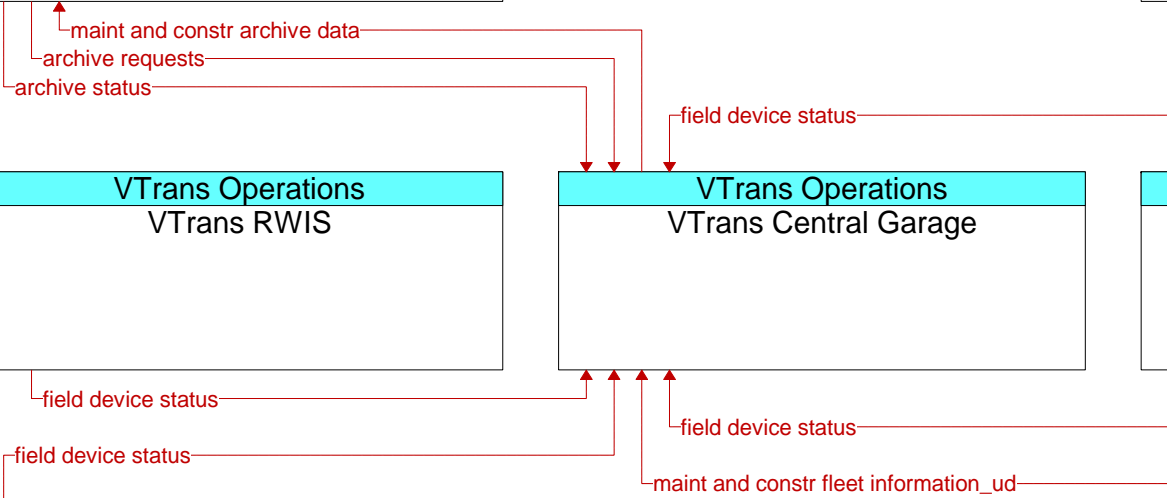 maint and constr archive data
archive requests
archive status
field device status
VTrans Operations
VTrans RWIS
VTrans Operations
VTrans Central Garage
field device status
field device status
field device status
maint and constr fleet information_ud